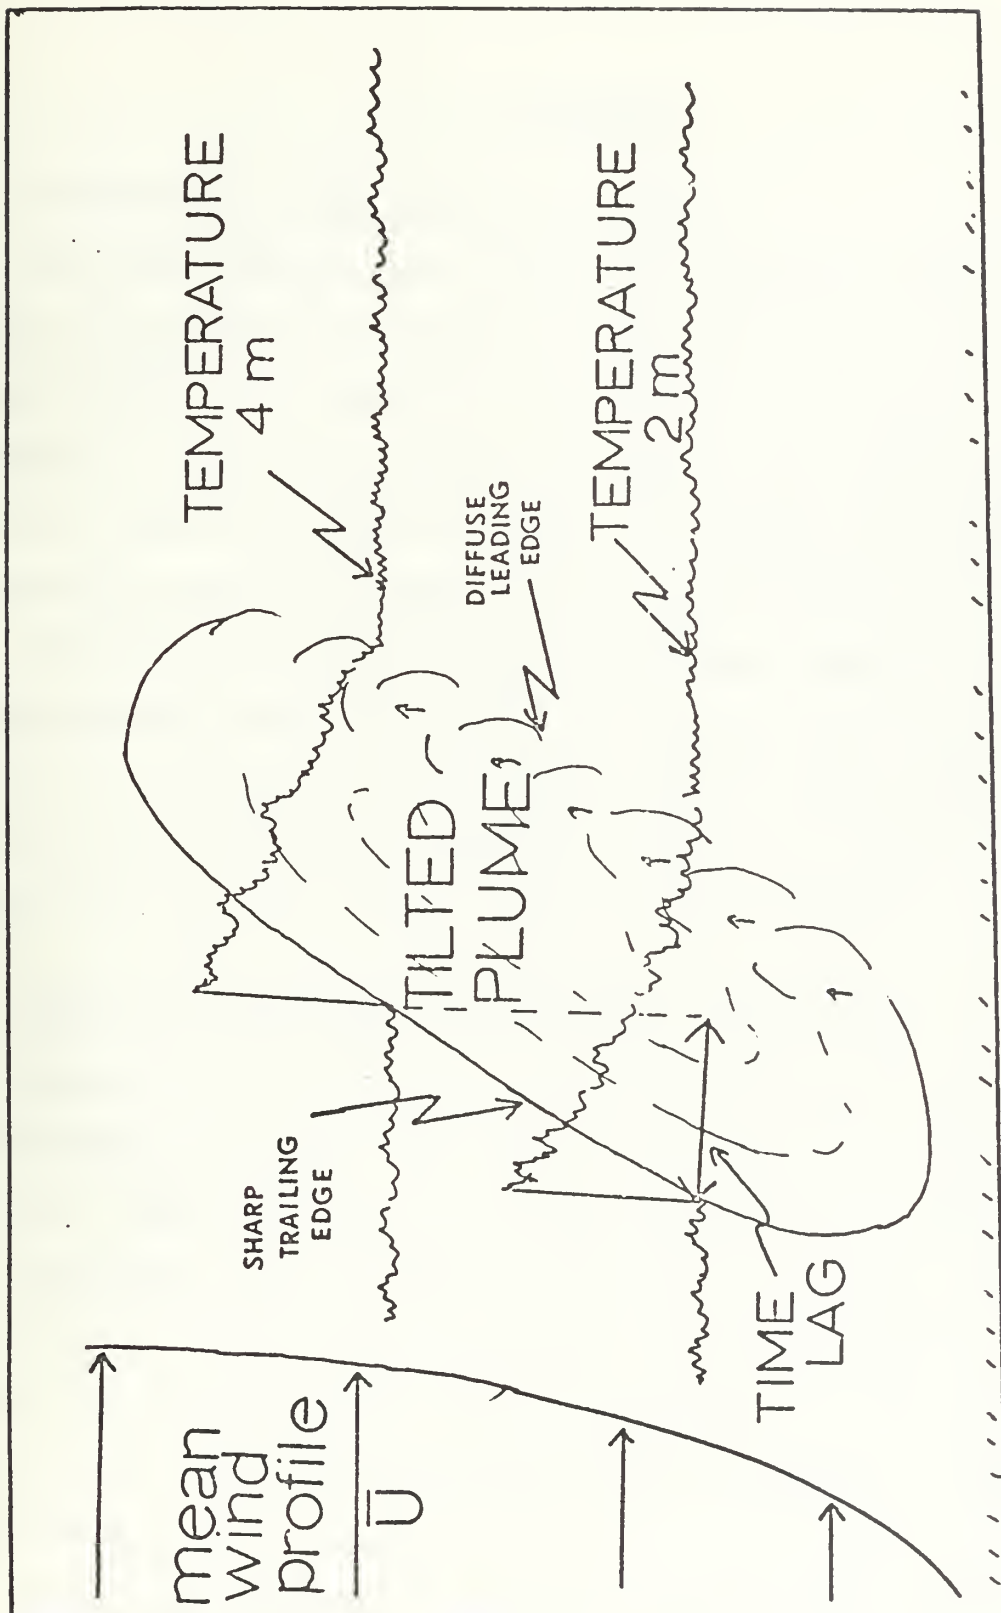 mean
wind
profile
U̅
SHARP
TRAILING
EDGE
TEMPERATURE
4 m
DIFFUSE
LEADING
EDGE
TILTED
PLUME
TEMPERATURE
2 m
TIME
LAG